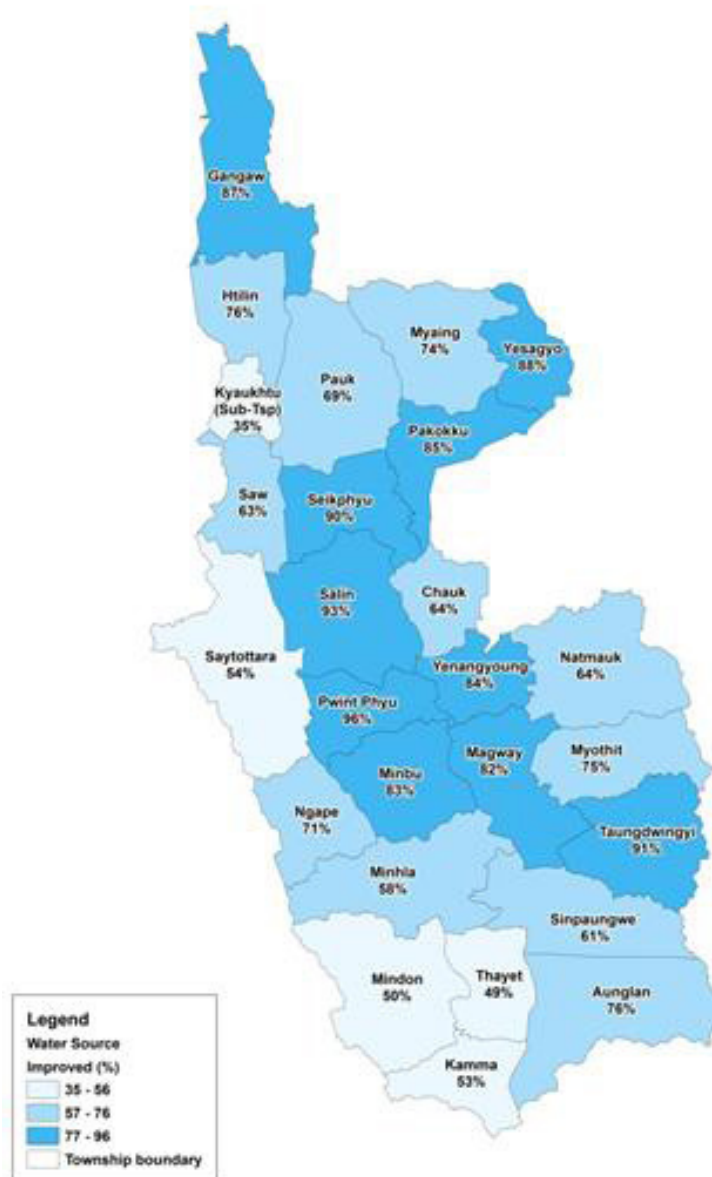 Gangaw
87%
Htilin
76%
Myaing
74%
Yesagyo
88%
Pauk
69%
Kyaukhtu
(Sub-Tsp)
35%
Pakokku
85%
Saw
63%
Seikphyu
90%
Salin
93%
Chauk
64%
Saytottara
54%
Yenangyoung
84%
Natmauk
64%
Pwint Phyu
96%
Magway
82%
Myothit
75%
Minbu
83%
Ngape
71%
Taungdwingyi
91%
Minhla
58%
Sinpaungwe
61%
Mindon
50%
Thayet
49%
Aunglan
76%
Kamma
53%
Legend
Water Source
Improved (%)
35 - 56
57 - 76
77 - 96
Township boundary